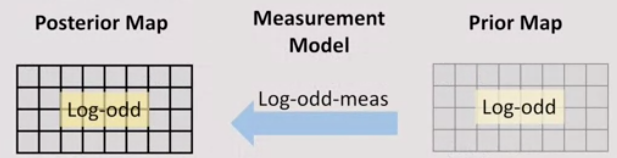 Posterior Map
Measurement
Model
Prior Map
Log-odd
Log-odd-meas
Log-odd